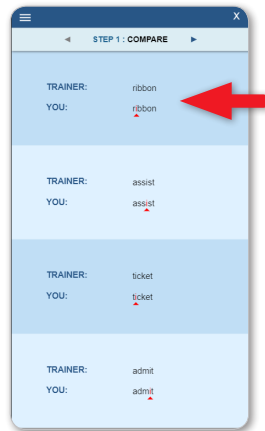 X
STEP 1 : COMPARE
TRAINER: ribbon
YOU: ribbon
TRAINER: assist
YOU: assist
TRAINER: ticket
YOU: ticket
TRAINER: admit
YOU: admit